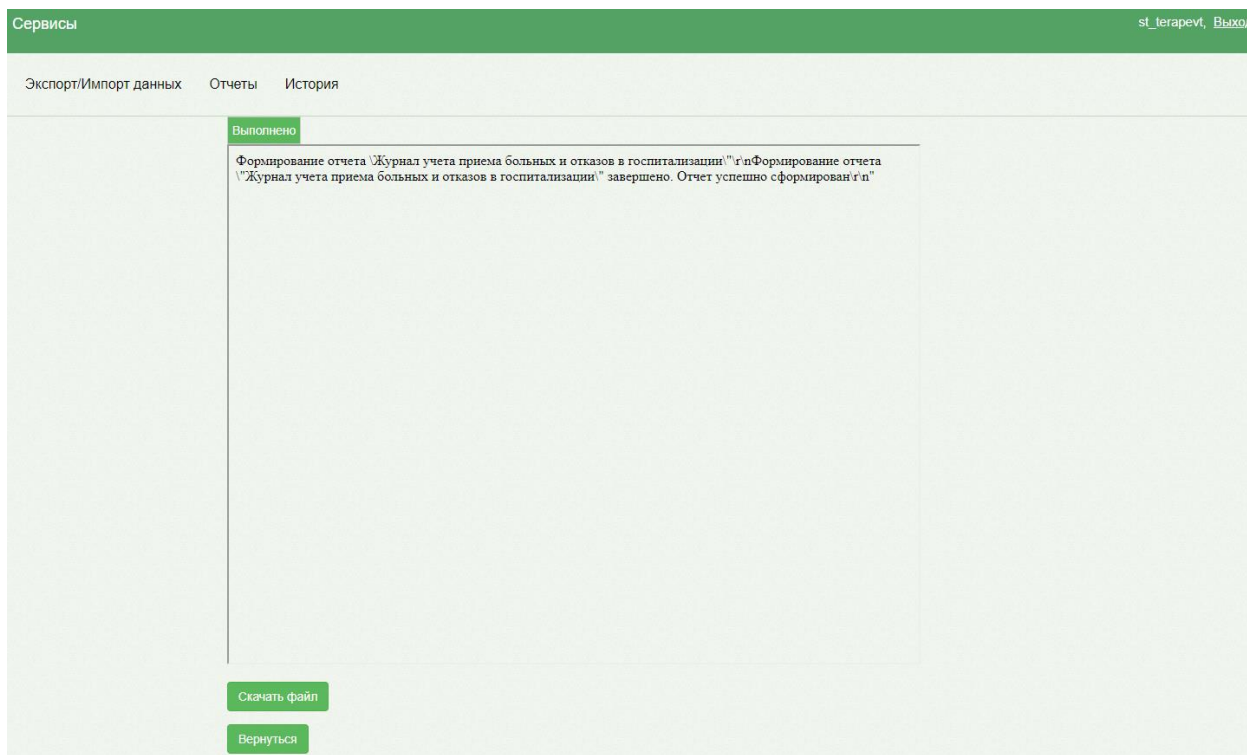 Сервисы
st_terapevt, Выход
Экспорт/Импорт данных Отчеты История
Выполнено
Формирование отчета \Журнал учета приема больных и отказов в госпитализации\"\r\nФормирование отчета
\"Журнал учета приема больных и отказов в госпитализации\" завершено. Отчет успешно сформирован\r\n"
Скачать файл
Вернуться